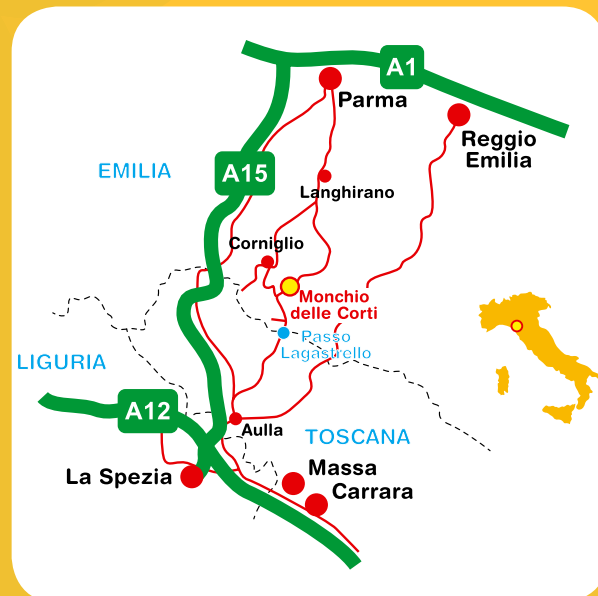 A1
Parma
Reggio
Emilia
EMILIA
A15
Langhirano
Corniglio
Monchio
delle Corti
Passo
Lagastrello
LIGURIA
A12
Aulla
TOSCANA
La Spezia
Massa
Carrara